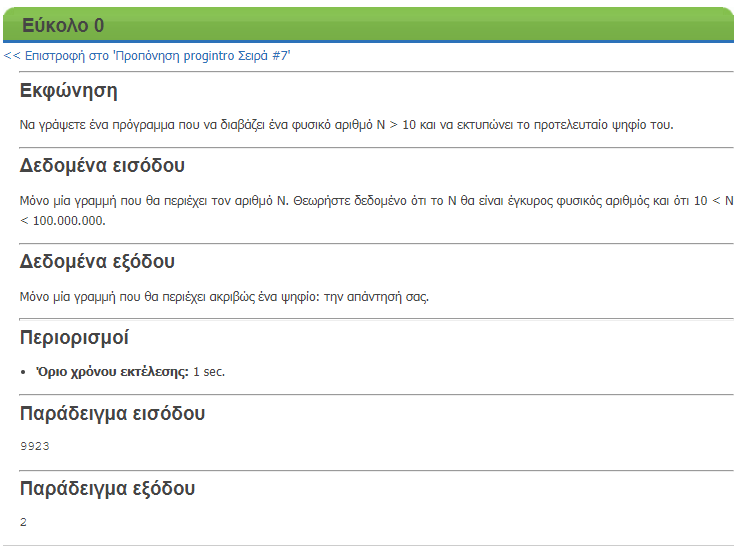 Εύκολο 0
<< Επιστροφή στο 'Προπόνηση progintro Σειρά #7'
Εκφώνηση
Να γράψετε ένα πρόγραμμα που να διαβάζει ένα φυσικό αριθμό N > 10 και να εκτυπώνει το προτελευταίο ψηφίο του.
Δεδομένα εισόδου
Μόνο μία γραμμή που θα περιέχει τον αριθμό N. Θεωρήστε δεδομένο ότι το N θα είναι έγκυρος φυσικός αριθμός και ότι 10 < N
< 100.000.000.
Δεδομένα εξόδου
Μόνο μία γραμμή που θα περιέχει ακριβώς ένα ψηφίο: την απάντησή σας.
Περιορισμοί
• Όριο χρόνου εκτέλεσης: 1 sec.
Παράδειγμα εισόδου
9923
Παράδειγμα εξόδου
2